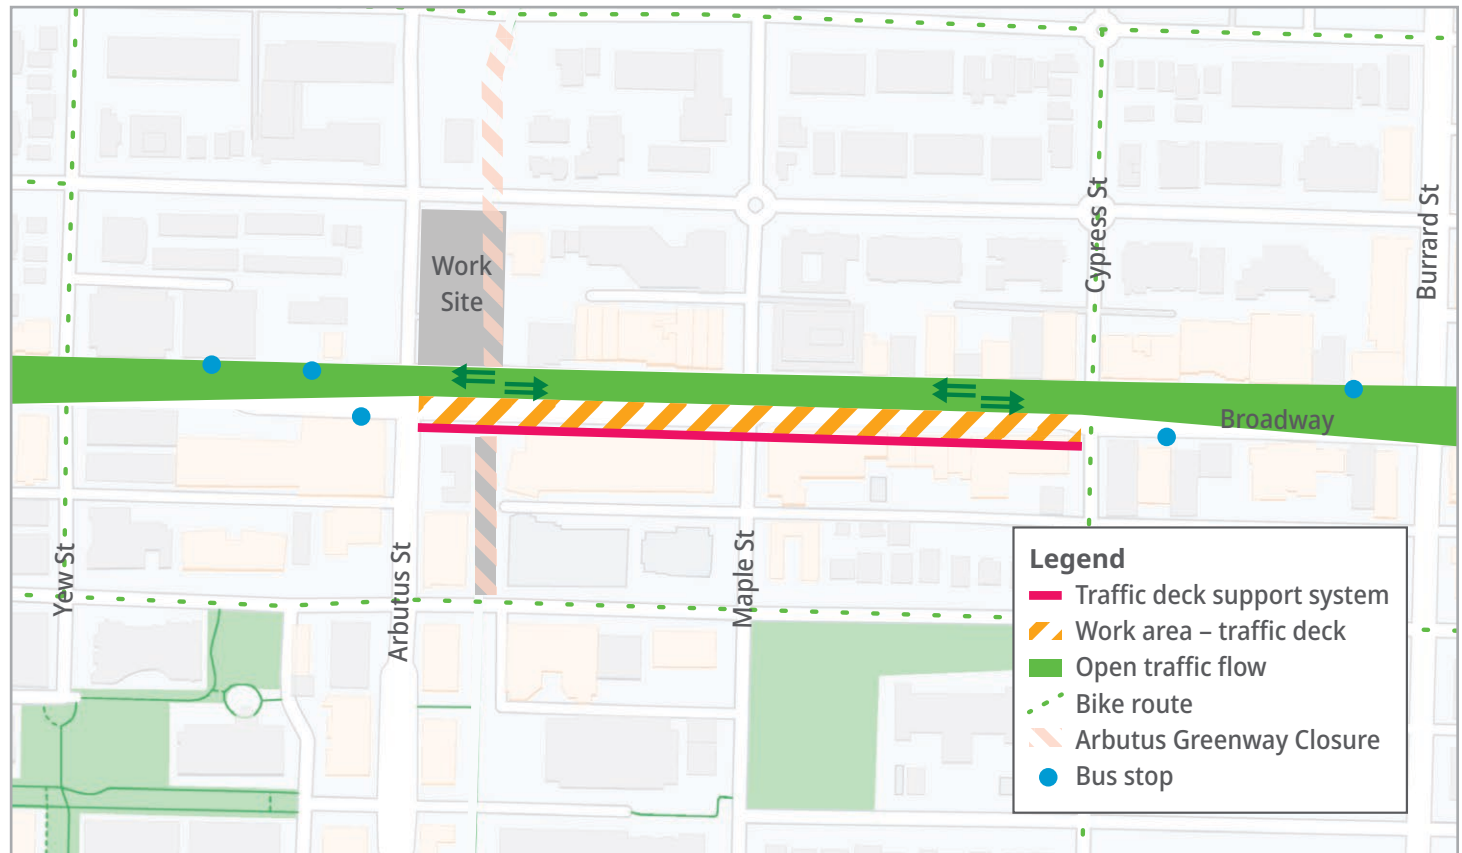 Work
Site
Cypress St
Burrard St
Broadway
Yew St
Arbutus St
Maple St
Legend
Traffic deck support system
Work area – traffic deck
Open traffic flow
Bike route
Arbutus Greenway Closure
Bus stop